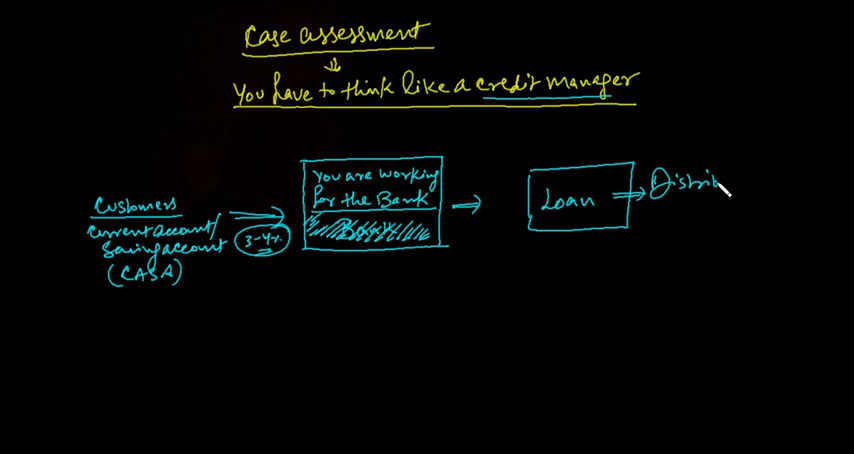 Case assessment
You have to think like a credit manager
You are working
for the Bank
Customers
Current account/
Saving account
(CASA)
3-4%
Loan
Distrib